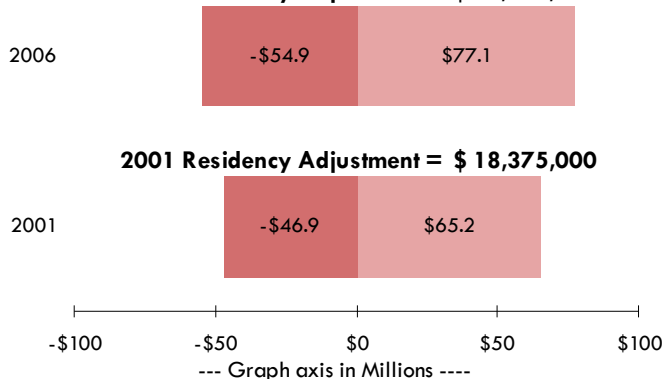 2006
-$54.9 $77.1
2001 Residency Adjustment = $ 18,375,000
2001
-$46.9 $65.2
-$100 -$50 $0 $50 $100
--- Graph axis in Millions ----